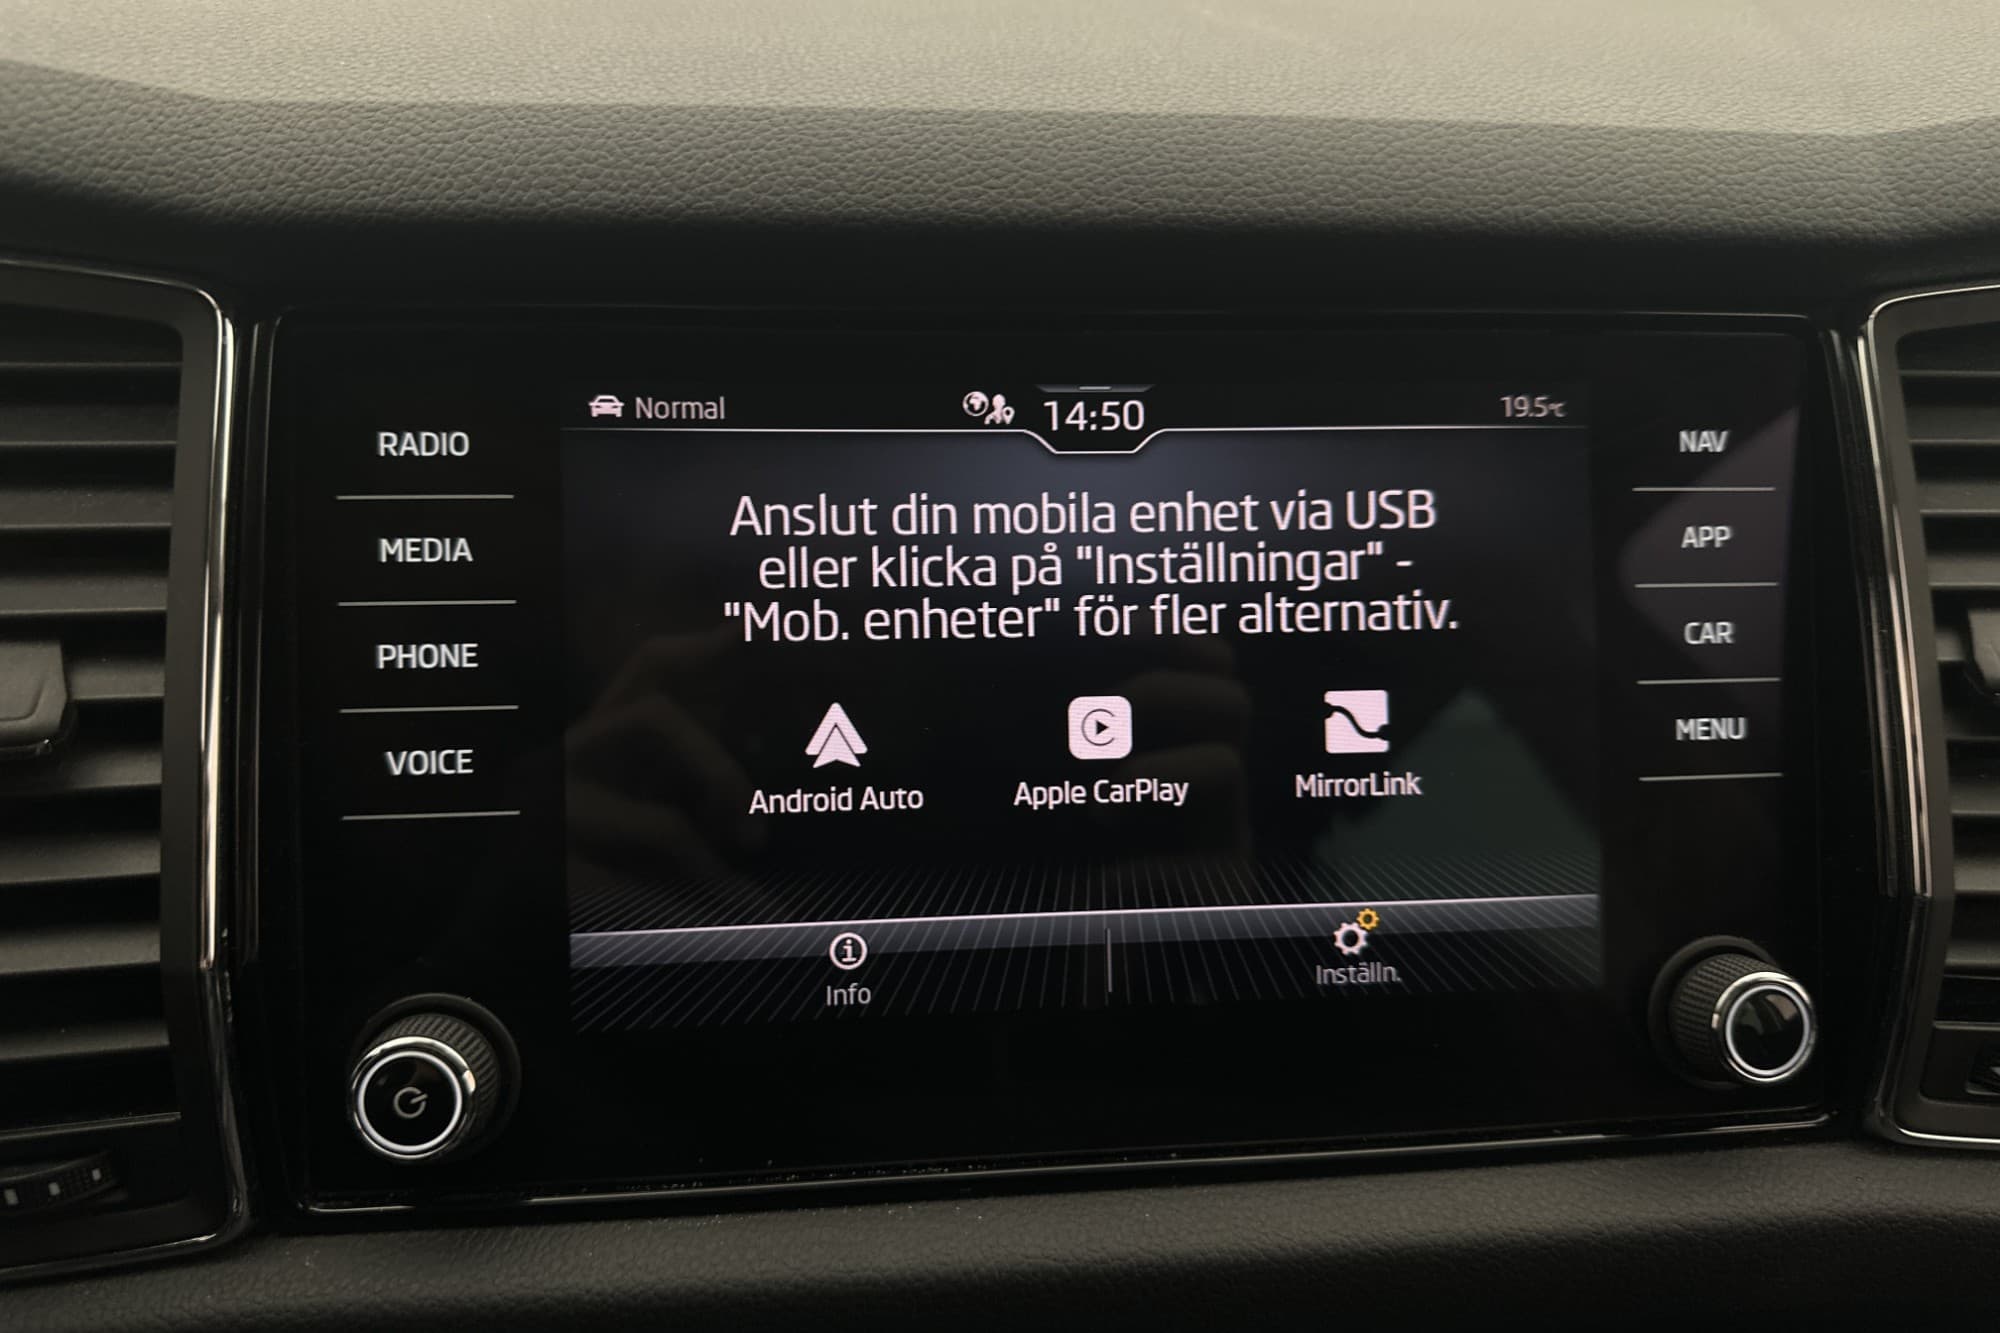 Normal
14:50
19.5°C
RADIO
MEDIA
PHONE
VOICE
Anslut din mobila enhet via USB
eller klicka på "Inställningar" -
"Mob. enheter" för fler alternativ.
Android Auto
Apple CarPlay
MirrorLink
Info
Inställn.
NAV
APP
CAR
MENU